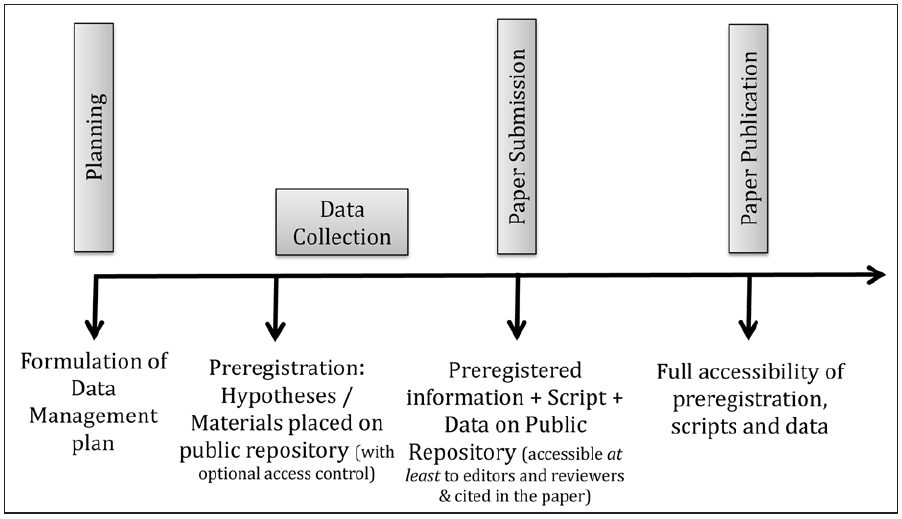 Planning
Data
Collection
Paper Submission
Paper Publication
Formulation of
Data
Management
plan
Preregistration:
Hypotheses /
Materials placed on
public repository (with
optional access control)
Preregistered
information + Script +
Data on Public
Repository (accessible at
least to editors and reviewers
& cited in the paper)
Full accessibility of
preregistration,
scripts and data